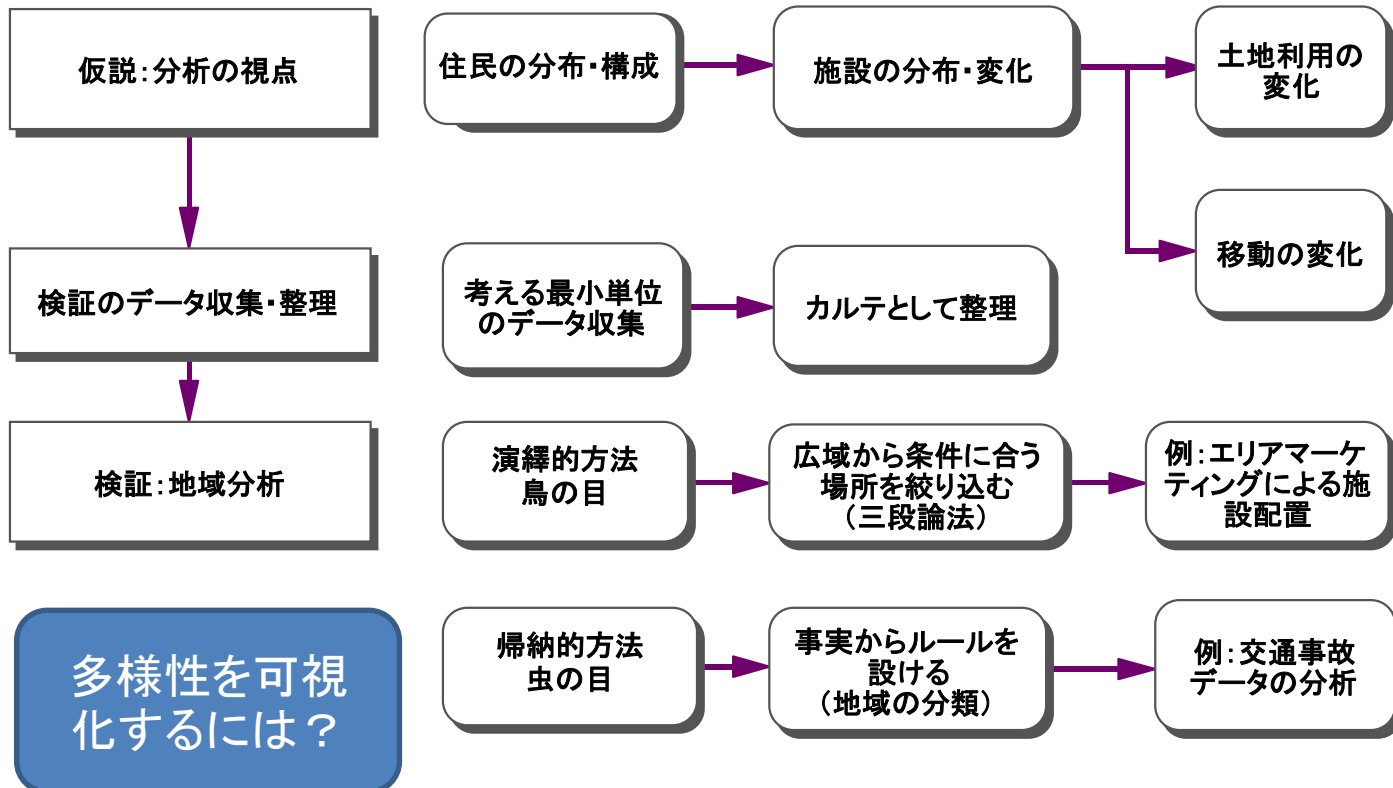 仮説:分析の視点
住民の分布・構成
施設の分布・変化
土地利用の
変化
移動の変化
検証のデータ収集・整理
考える最小単位
のデータ収集
カルテとして整理
検証:地域分析
演繹的方法
鳥の目
広域から条件に合う
場所を絞り込む
(三段論法)
例:エリアマーケ
ティングによる施
設配置
多様性を可視
化するには?
帰納的方法
虫の目
事実からルールを
設ける
(地域の分類)
例:交通事故
データの分析